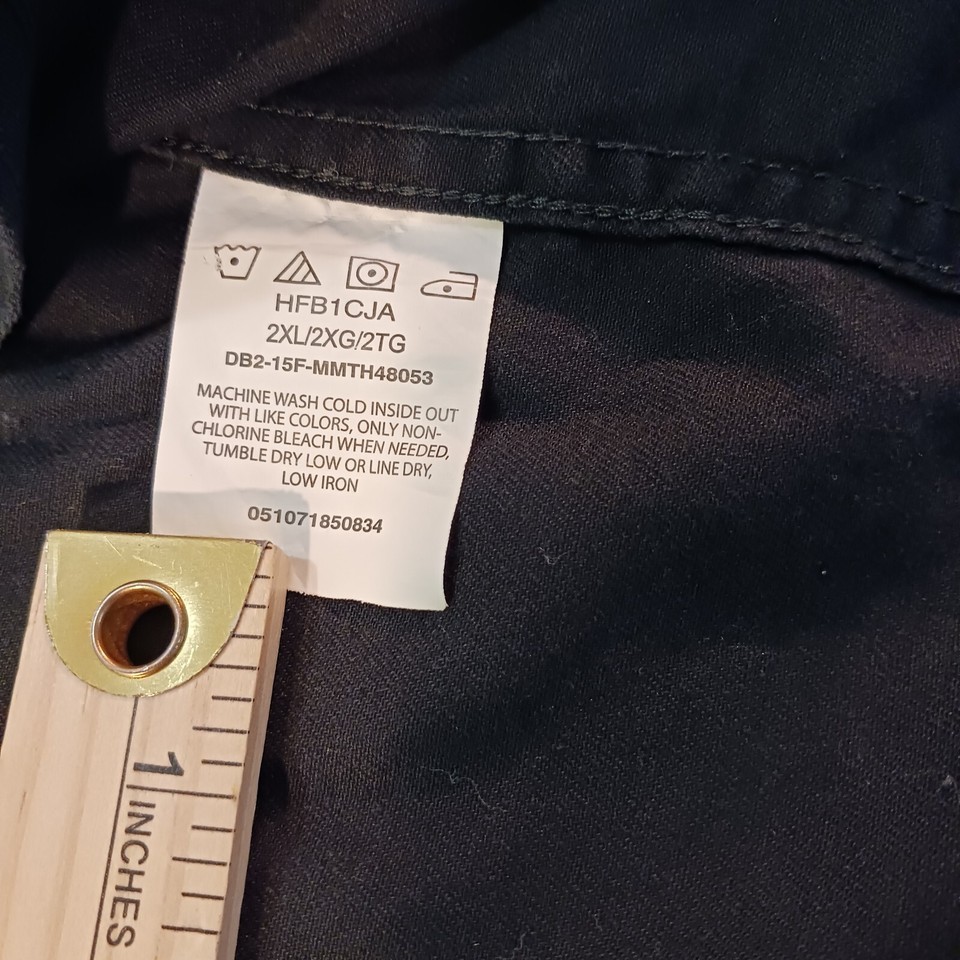 HFB1CJA
2XL/2XG/2TG
DB2-15F-MMTH48053
MACHINE WASH COLD INSIDE OUT
WITH LIKE COLORS, ONLY NON-
CHLORINE BLEACH WHEN NEEDED,
TUMBLE DRY LOW OR LINE DRY,
LOW IRON
051071850834
1
INCHES